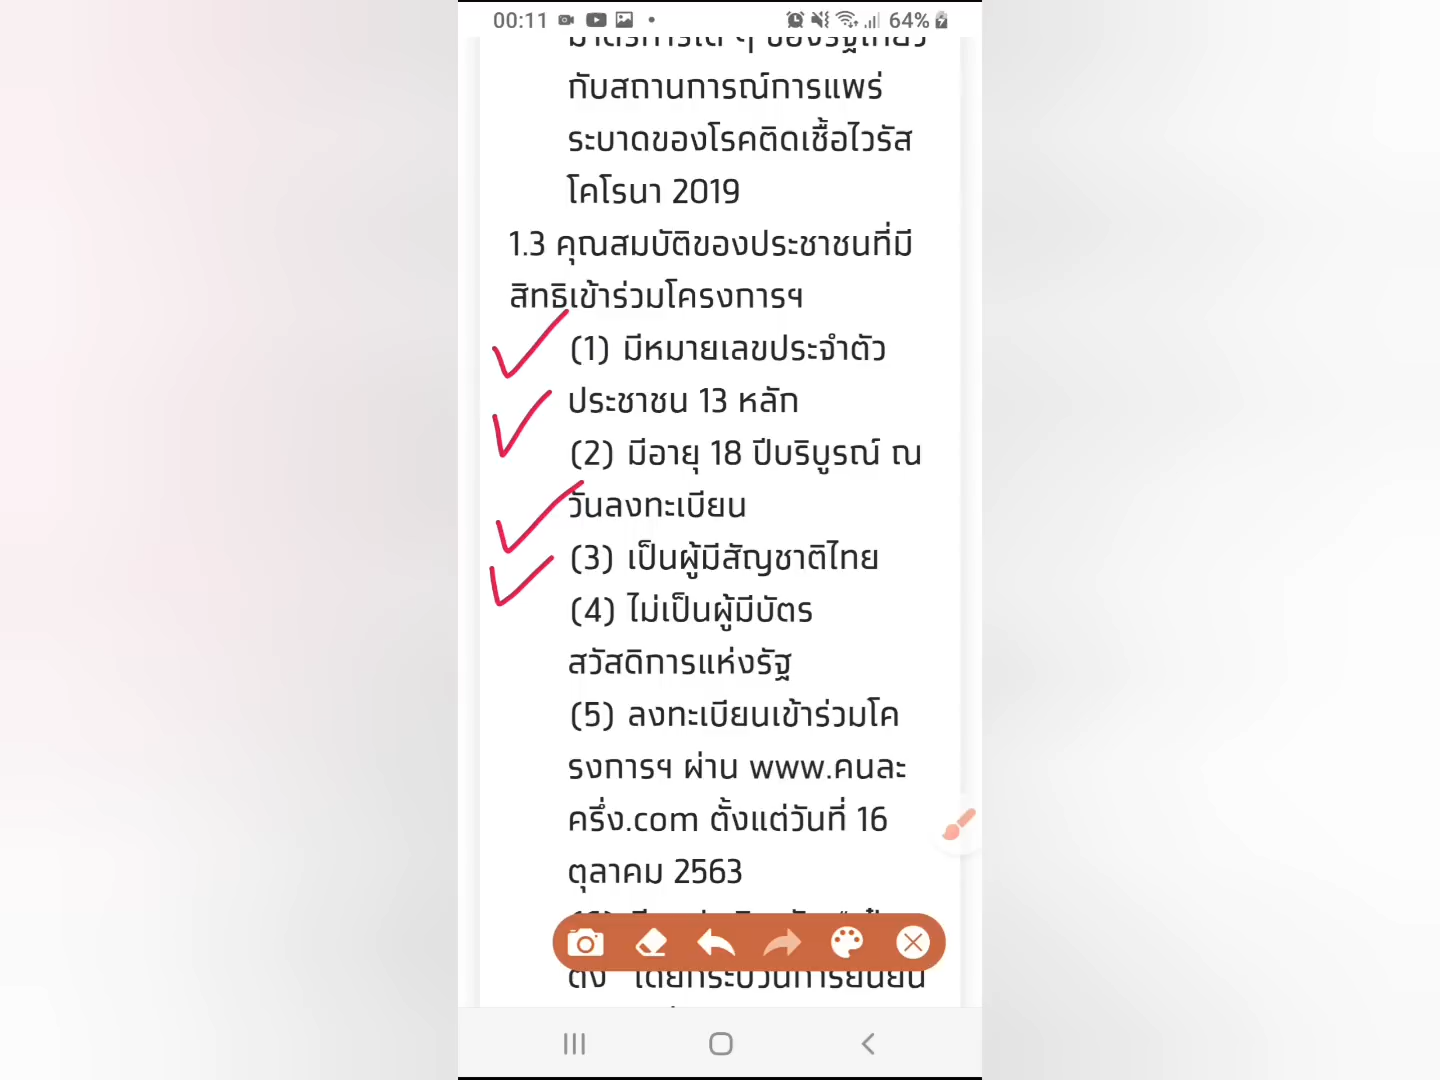 00:11
64%
กับสถานการณ์การแพร่
ระบาดของโรคติดเชื้อไวรัส
โคโรนา 2019
1.3 คุณสมบัติของประชาชนที่มี
สิทธิเข้าร่วมโครงการฯ
(1) มีหมายเลขประจำตัว
ประชาชน 13 หลัก
(2) มีอายุ 18 ปีบริบูรณ์ ณ
วันลงทะเบียน
(3) เป็นผู้มีสัญชาติไทย
(4) ไม่เป็นผู้มีบัตร
สวัสดิการแห่งรัฐ
(5) ลงทะเบียนเข้าร่วมโค
รงการฯ ผ่าน www.คนละ
ครึ่ง.com ตั้งแต่วันที่ 16
ตุลาคม 2563